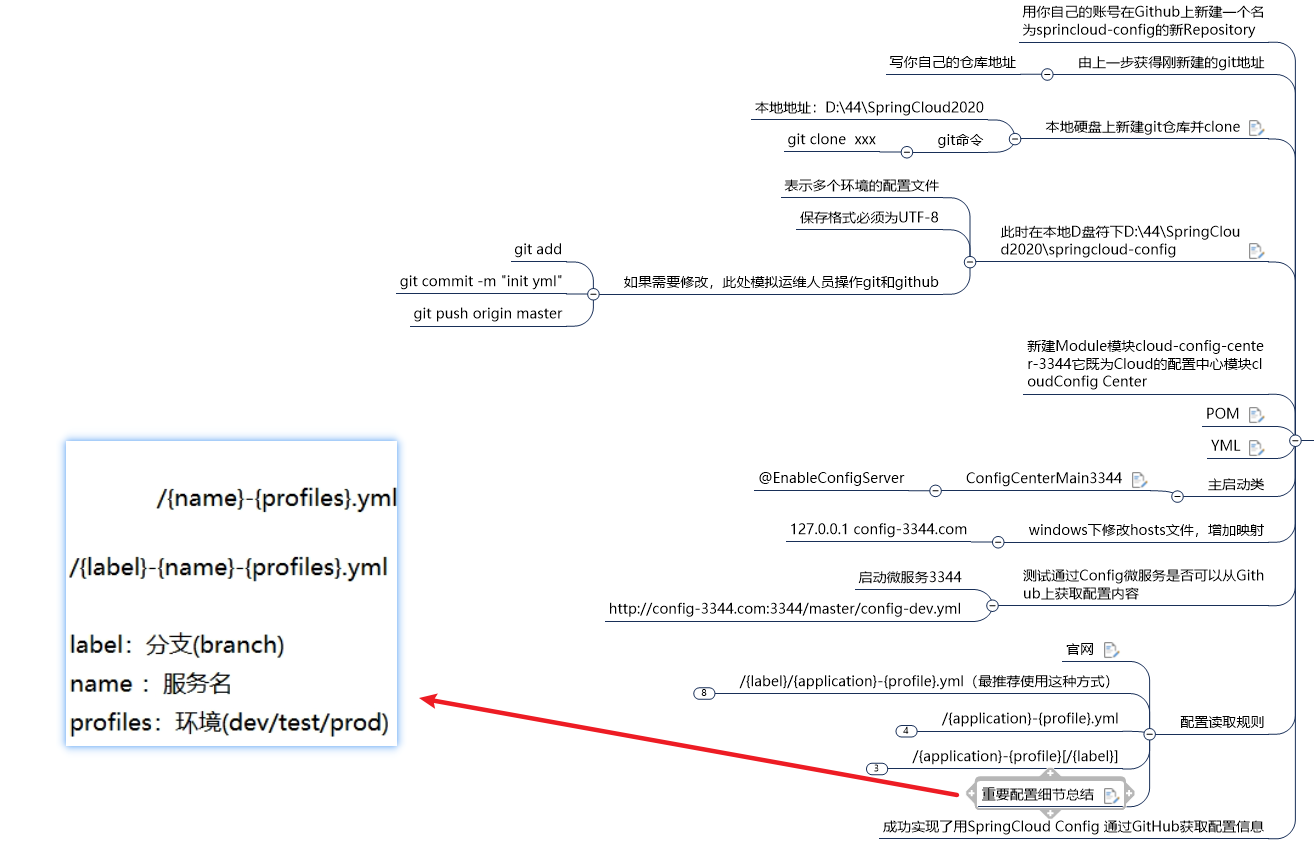 用你自己的账号在Github上新建一个名
为sprincloud-config的新Repository
写你自己的仓库地址
由上一步获得刚新建的git地址
本地地址：D:\44\SpringCloud2020
git clone  xxx
git命令
本地硬盘上新建git仓库并clone
表示多个环境的配置文件
保存格式必须为UTF-8
git add
git commit -m "init yml"
git push origin master
如果需要修改，此处模拟运维人员操作git和github
此时在本地D盘符下D:\44\SpringClou
d2020\springcloud-config
新建Module模块cloud-config-cente
r-3344它既为Cloud的配置中心模块cl
oudConfig Center
POM
YML
@EnableConfigServer
ConfigCenterMain3344
主启动类
127.0.0.1 config-3344.com
windows下修改hosts文件，增加映射
启动微服务3344
http://config-3344.com:3344/master/config-dev.yml
测试通过Config微服务是否可以从Gith
ub上获取配置内容
官网
8
/{label}/{application}-{profile}.yml（最推荐使用这种方式）
4
/{application}-{profile}.yml
3
/{application}-{profile}[/{label}]
重要配置细节总结
配置读取规则
成功实现了用SpringCloud Config 通过GitHub获取配置信息
/{name}-{profiles}.yml
/{label}-{name}-{profiles}.yml
label：分支(branch)
name ：服务名
profiles：环境(dev/test/prod)